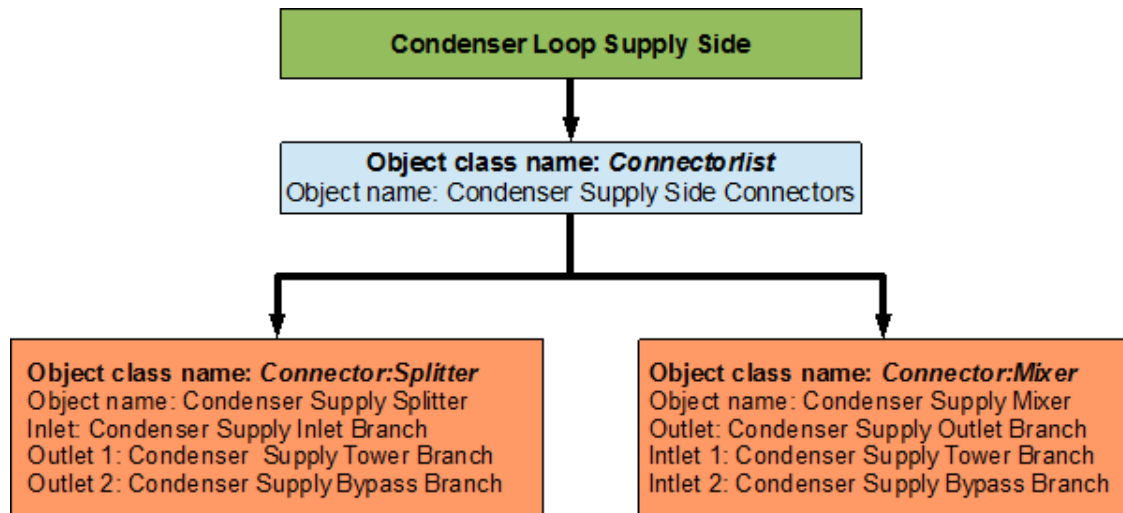 Condenser Loop Supply Side
Object class name: Connectorlist
Object name: Condenser Supply Side Connectors
Object class name: Connector:Splitter
Object name: Condenser Supply Splitter
Inlet: Condenser Supply Inlet Branch
Outlet 1: Condenser Supply Tower Branch
Outlet 2: Condenser Supply Bypass Branch
Object class name: Connector:Mixer
Object name: Condenser Supply Mixer
Outlet: Condenser Supply Outlet Branch
Intlet 1: Condenser Supply Tower Branch
Intlet 2: Condenser Supply Bypass Branch